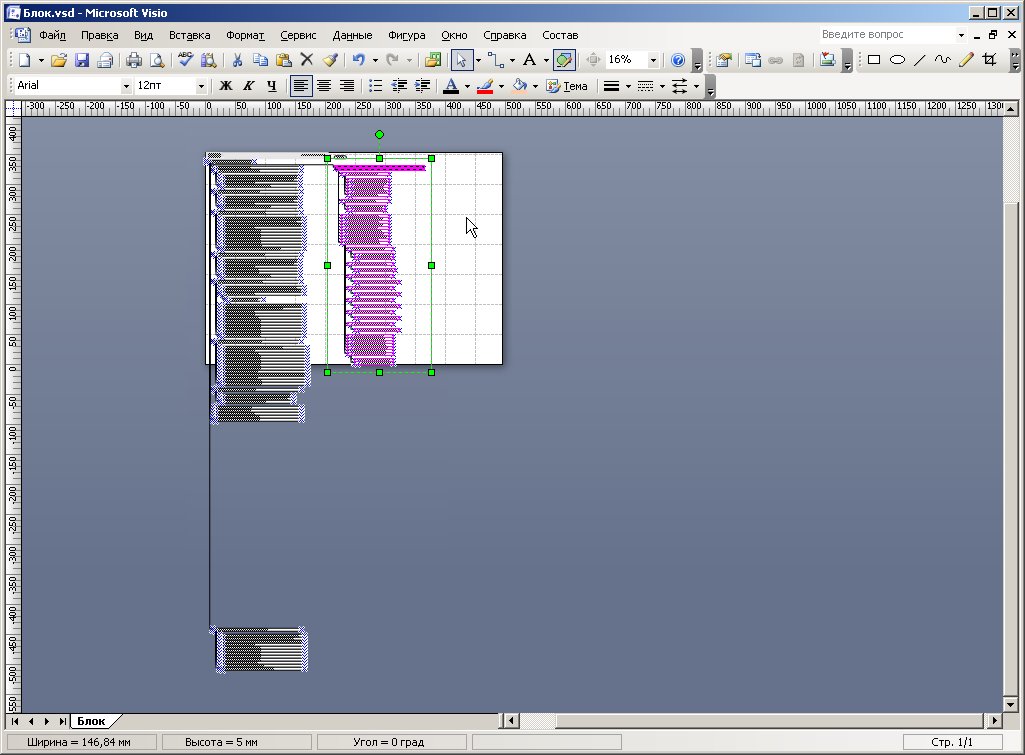 Блок.vsd - Microsoft Visio
Файл Правка Вид Вставка Формат Сервис Данные Фигура Окно Справка Состав Введите вопрос
ABC A 16%
Arial 12пт Ж К Ч A Тема
-300 -250 -200 -150 -100 -50 0 50 100 150 200 250 300 350 400 450 500 550 600 650 700 750 800 850 900 950 1000 1050 1100 1150 1200 1250 1300
400
350
300
250
200
150
100
50
0
-50
-100
-150
-200
-250
-300
-350
-400
-450
-500
-550
Блок
Ширина = 146,84 мм Высота = 5 мм Угол = 0 град Стр. 1/1